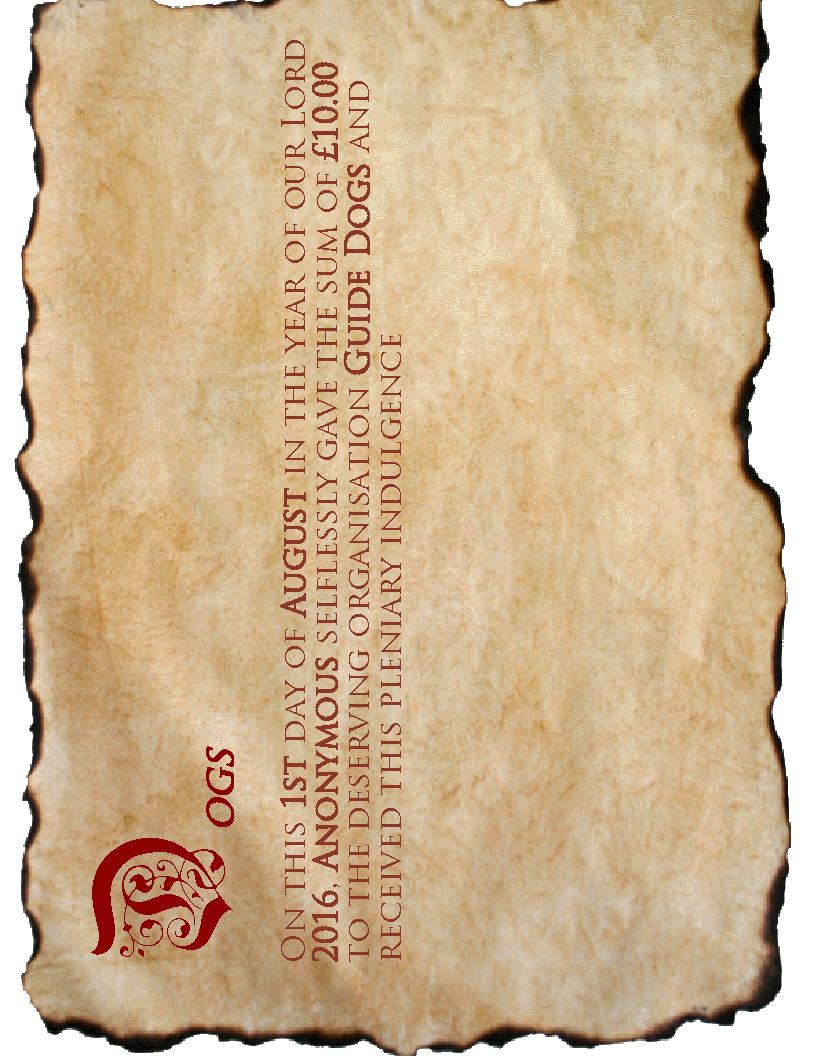 Dogs
On this 1st day of August in the year of our Lord
2016, Anonymous selflessly gave the sum of £10.00
to the deserving organisation Guide Dogs and
received this pleniary indulgence